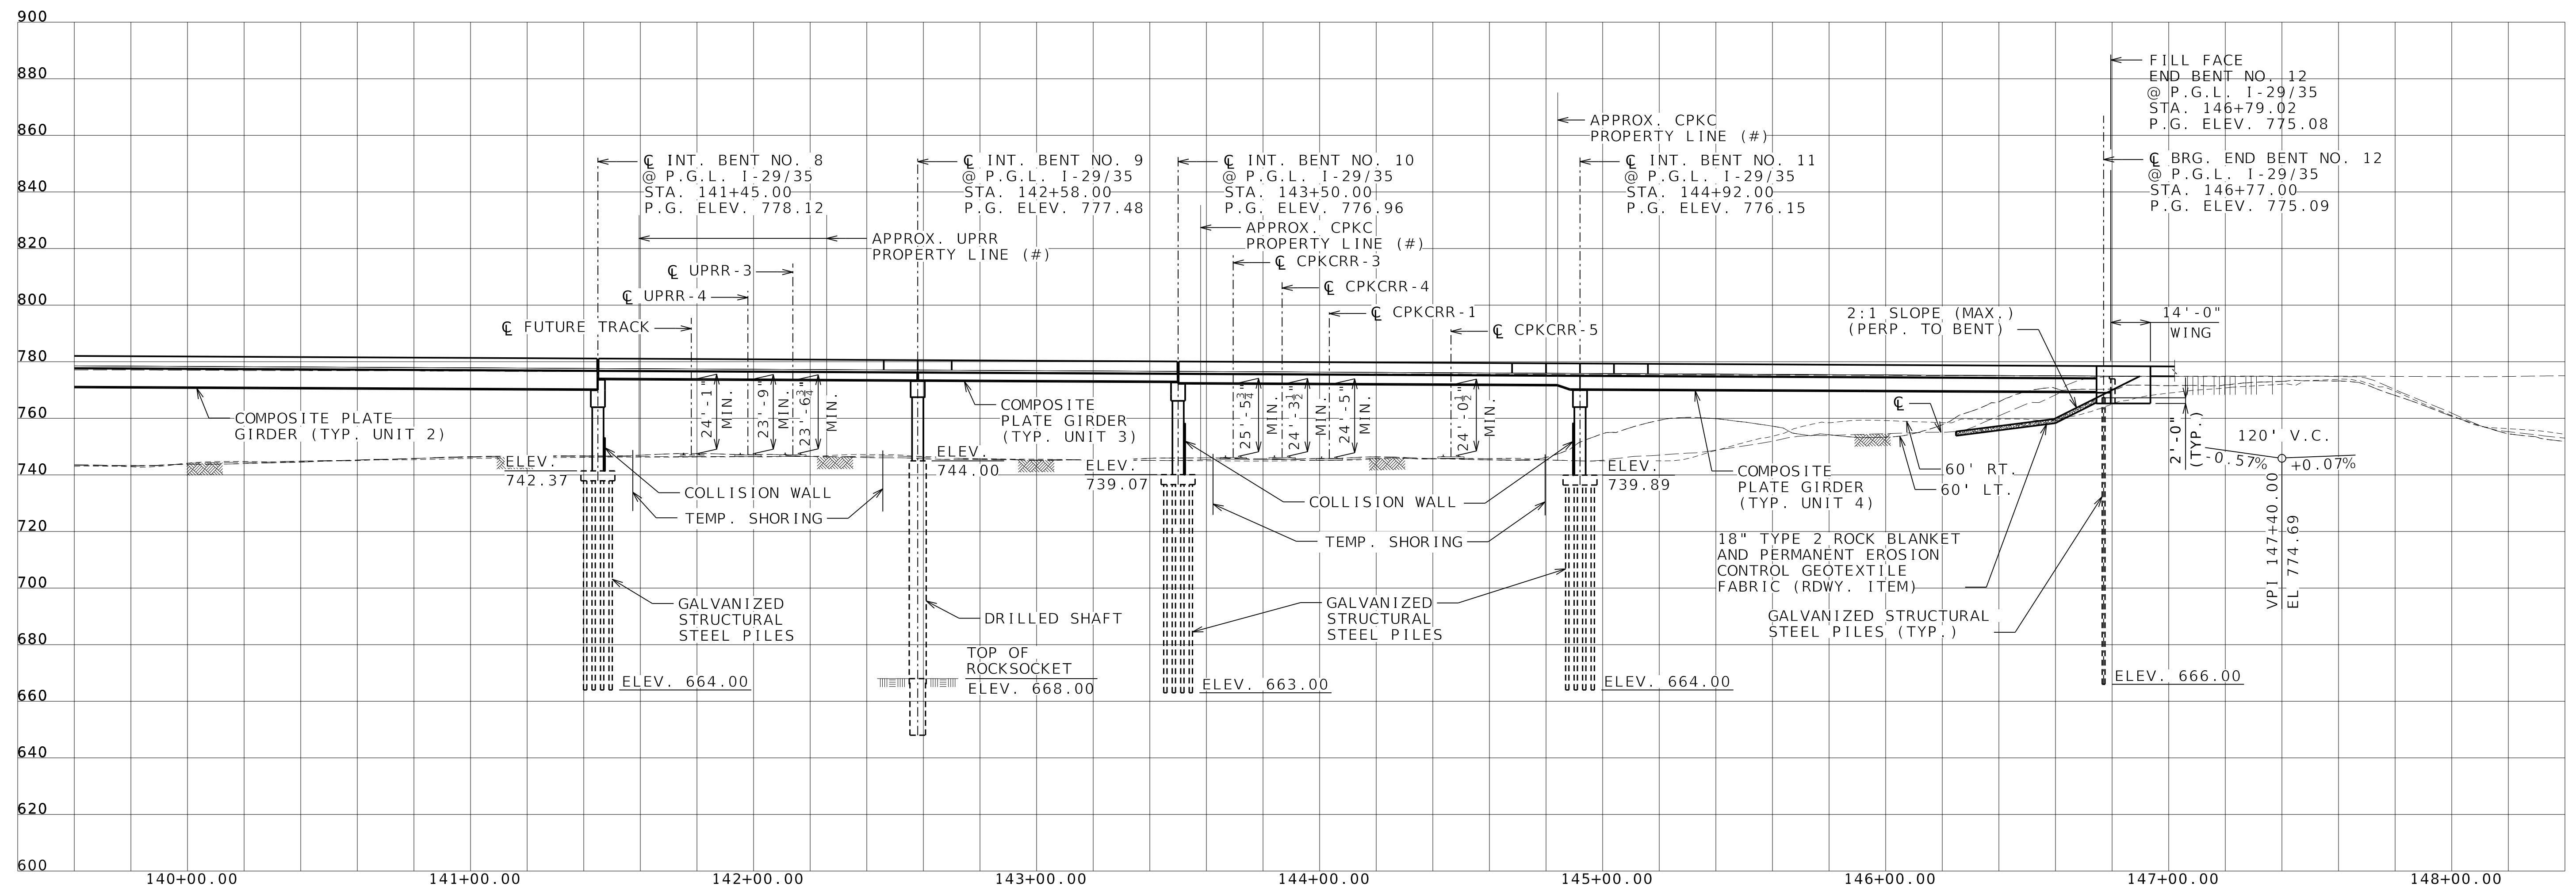 900
880
860
840
820
800
780
760
740
720
700
680
660
640
620
600
FILL FACE
END BENT NO. 12
@ P.G.L. I-29/35
STA. 146+79.02
P.G. ELEV. 775.08
APPROX. CPKC
PROPERTY LINE (#)
℄ INT. BENT NO. 8
@ P.G.L. I-29/35
STA. 141+45.00
P.G. ELEV. 778.12
℄ INT. BENT NO. 9
@ P.G.L. I-29/35
STA. 142+58.00
P.G. ELEV. 777.48
℄ INT. BENT NO. 10
@ P.G.L. I-29/35
STA. 143+50.00
P.G. ELEV. 776.96
℄ INT. BENT NO. 11
@ P.G.L. I-29/35
STA. 144+92.00
P.G. ELEV. 776.15
℄ BRG. END BENT NO. 12
@ P.G.L. I-29/35
STA. 146+77.00
P.G. ELEV. 775.09
APPROX. UPRR
PROPERTY LINE (#)
APPROX. CPKC
PROPERTY LINE (#)
℄ UPRR-3
℄ UPRR-4
℄ FUTURE TRACK
℄ CPKCRR-3
℄ CPKCRR-4
℄ CPKCRR-1
℄ CPKCRR-5
2:1 SLOPE (MAX.)
(PERP. TO BENT)
14'-0"
WING
24'-1"
MIN.
23'-9"
MIN.
23'-6 3/4"
MIN.
25'-5 3/4"
MIN.
24'-3 1/2"
MIN.
24'-5"
MIN.
24'-0 1/2"
MIN.
COMPOSITE PLATE
GIRDER (TYP. UNIT 2)
COMPOSITE
PLATE GIRDER
(TYP. UNIT 3)
℄
2'-0"
(TYP.)
120' V.C.
-0.57%
+0.07%
VPI 147+40.00
EL 774.69
ELEV.
742.37
ELEV.
744.00
ELEV.
739.07
ELEV.
739.89
COLLISION WALL
TEMP. SHORING
COLLISION WALL
TEMP. SHORING
COMPOSITE
PLATE GIRDER
(TYP. UNIT 4)
60' RT.
60' LT.
18" TYPE 2 ROCK BLANKET
AND PERMANENT EROSION
CONTROL GEOTEXTILE
FABRIC (RDWY. ITEM)
GALVANIZED STRUCTURAL
STEEL PILES (TYP.)
GALVANIZED
STRUCTURAL
STEEL PILES
DRILLED SHAFT
GALVANIZED
STRUCTURAL
STEEL PILES
TOP OF
ROCKSOCKET
ELEV. 668.00
ELEV. 664.00
ELEV. 663.00
ELEV. 664.00
ELEV. 666.00
140+00.00
141+00.00
142+00.00
143+00.00
144+00.00
145+00.00
146+00.00
147+00.00
148+00.00